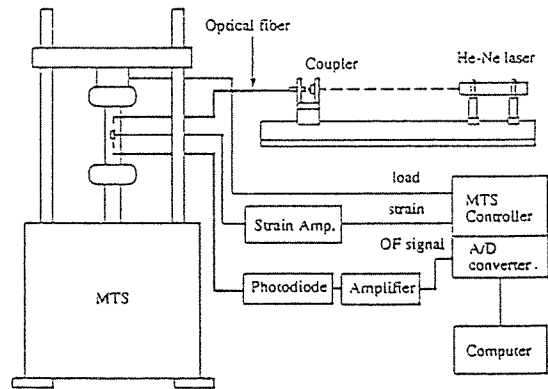 Optical fiber
Coupler
He-Ne laser
load
MTS
Controller
strain
Strain Amp.
OF signal
A/D
converter.
MTS
Photodiode
Amplifier
Computer